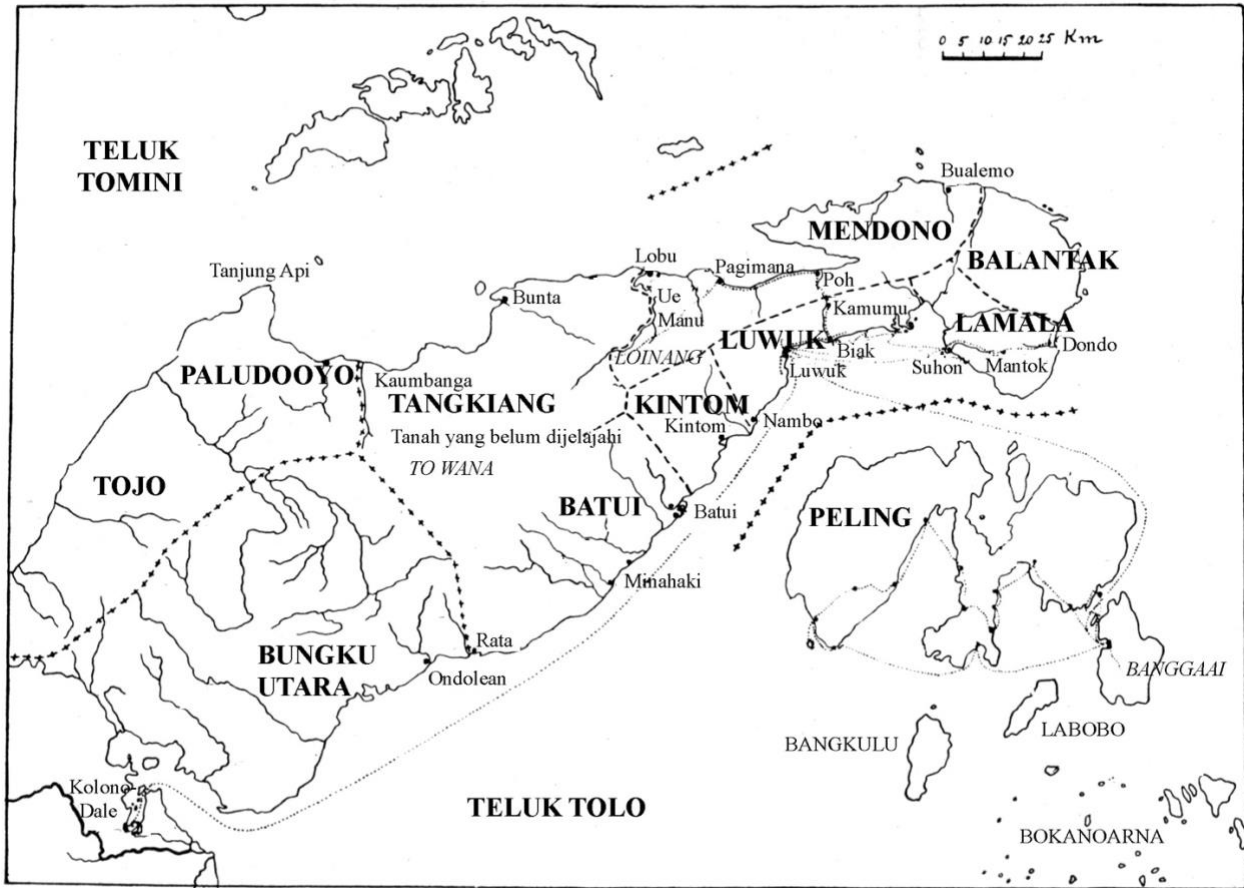 0 5 10 15 20 25 Km
TELUK
TOMINI
Bualemo
MENDONO
BALANTAK
Tanjung Api
Lobu
Pagimana
Poh
Bunta
Ue
Manu
Kamumu
LAMALA
LUWUK
Dondo
LOINANG
Biak
Suhon
Mantok
Luwuk
PALUDOOYO
Kaumbanga
TANGKIANG
KINTOM
Kintom
Nambo
Tanah yang belum dijelajahi
TO WANA
TOJO
BATUI
Batui
PELING
Minahaki
BUNGKU
UTARA
Rata
Ondolean
BANGGAAI
LABOBO
BANGKULU
Kolono
Dale
TELUK TOLO
BOKANOARNA